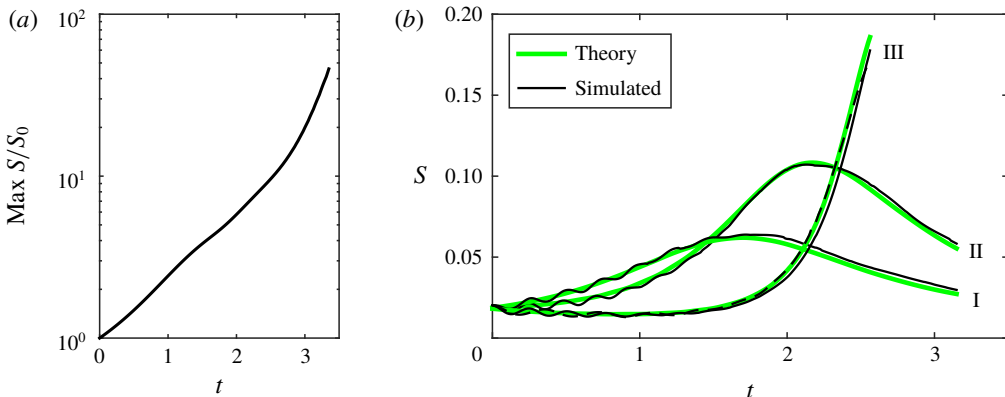 (a)
10^2
10^1
10^0
Max S/S_0
0 1 2 3
t
(b)
0.20
0.15
0.10
0.05
0
S
Theory
Simulated
III
II
I
0 1 2 3
t